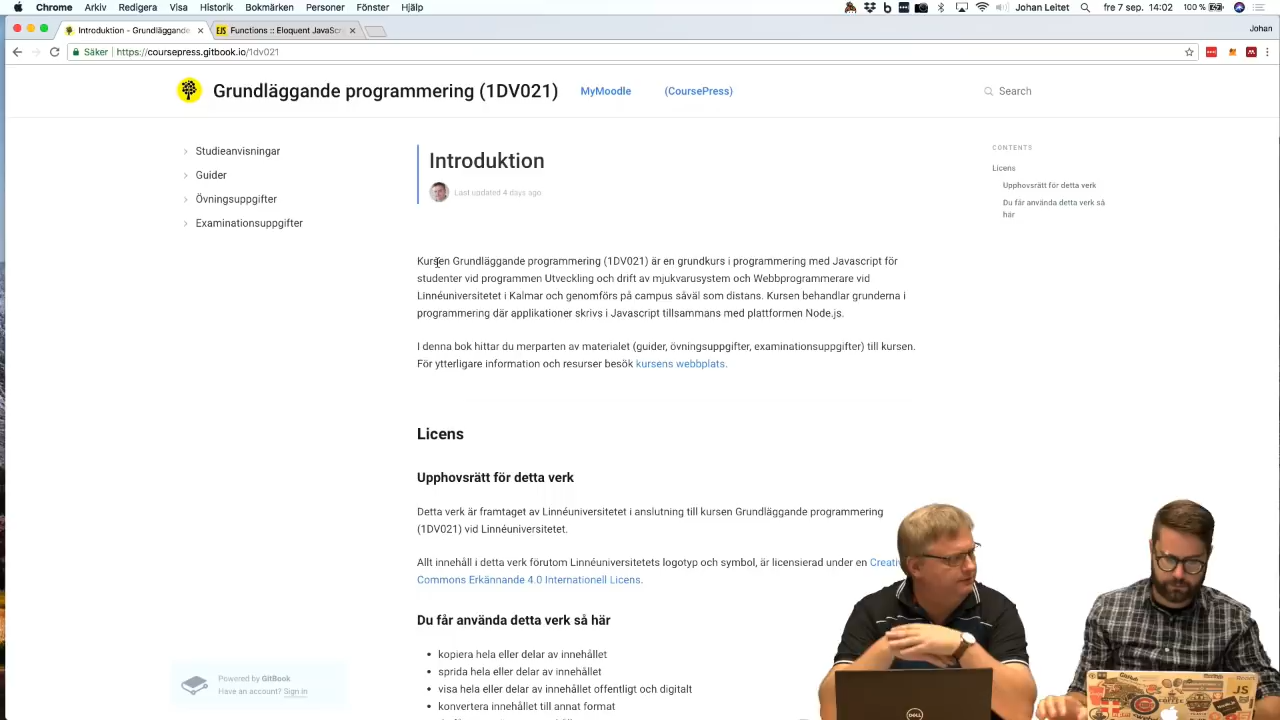 Chrome Arkiv Redigera Visa Historik Bokmärken Personer Fönster Hjälp Johan Leitet fre 7 sep. 14:02 100 %
Introduktion - Grundläggande Functions :: Eloquent JavaScr Johan
Säker https://coursepress.gitbook.io/1dv021
Grundläggande programmering (1DV021) MyMoodle (CoursePress) Search
Studieanvisningar
Guider
Övningsuppgifter
Examinationsuppgifter
Introduktion
Last updated 4 days ago
CONTENTS
Licens
Upphovsrätt för detta verk
Du får använda detta verk så
här
Kursen Grundläggande programmering (1DV021) är en grundkurs i programmering med Javascript för
studenter vid programmen Utveckling och drift av mjukvarusystem och Webbprogrammerare vid
Linnéuniversitetet i Kalmar och genomförs på campus såväl som distans. Kursen behandlar grunderna i
programmering där applikationer skrivs i Javascript tillsammans med plattformen Node.js.
I denna bok hittar du merparten av materialet (guider, övningsuppgifter, examinationsuppgifter) till kursen.
För ytterligare information och resurser besök kursens webbplats.
Licens
Upphovsrätt för detta verk
Detta verk är framtaget av Linnéuniversitetet i anslutning till kursen Grundläggande programmering
(1DV021) vid Linnéuniversitetet.
Allt innehåll i detta verk förutom Linnéuniversitetets logotyp och symbol, är licensierad under en Creati
Commons Erkännande 4.0 Internationell Licens.
Du får använda detta verk så här
kopiera hela eller delar av innehållet
sprida hela eller delar av innehållet
visa hela eller delar av innehållet offentligt och digitalt
konvertera innehållet till annat format
Powered by GitBook
Have an account? Sign in
DELL
JS